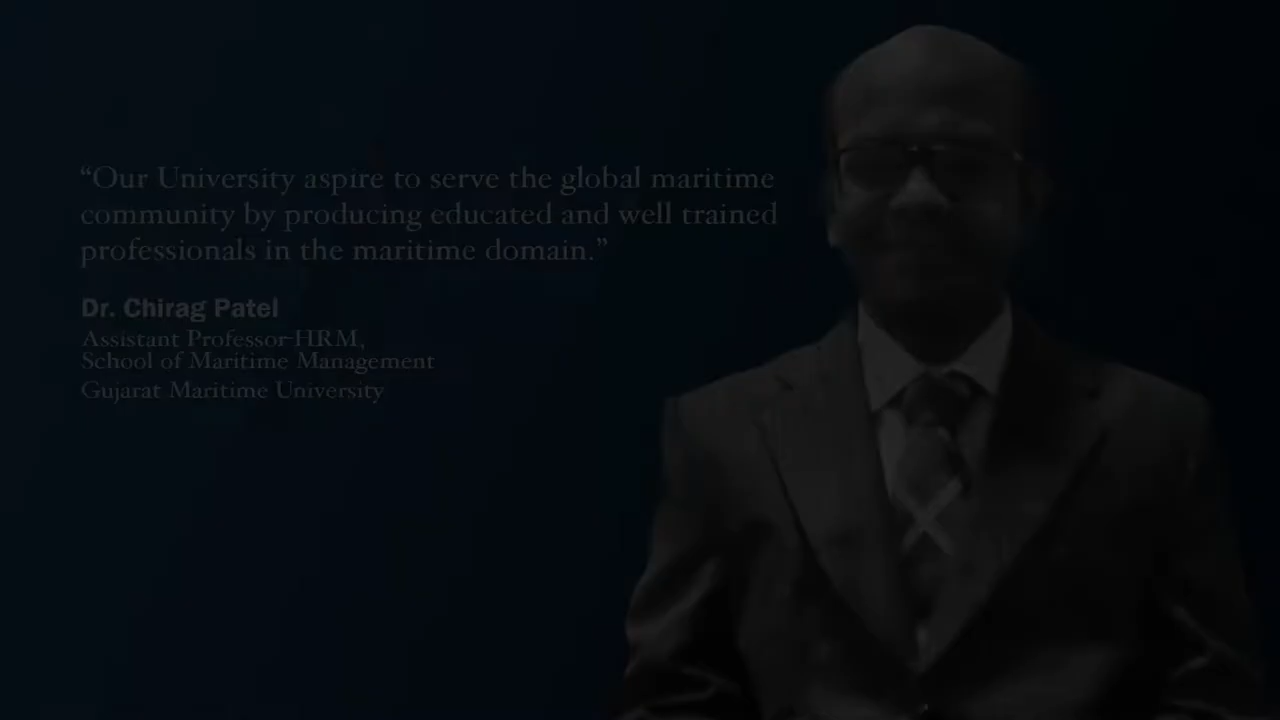 “Our University aspire to serve the global maritime
community by producing educated and well trained
professionals in the maritime domain.”
Dr. Chirag Patel
Assistant Professor-HRM,
School of Maritime Management
Gujarat Maritime University